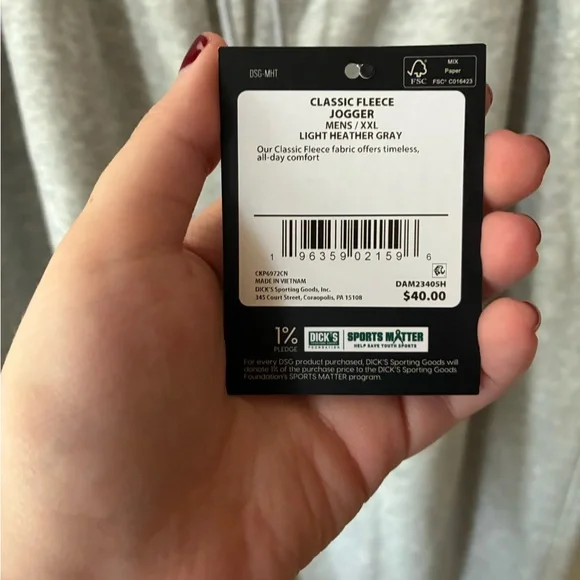 DSG-MHT
FSC
MIX
Paper
FSC® C016423
CLASSIC FLEECE
JOGGER
MENS / XXL
LIGHT HEATHER GRAY
Our Classic Fleece fabric offers timeless,
all-day comfort
1 96359 02159 6
CKP6972CN
MADE IN VIETNAM
DICK'S Sporting Goods, Inc.
345 Court Street, Coraopolis, PA 15108
DAM23405H
$40.00
1%
PLEDGE
DICK'S
FOUNDATION
SPORTS MATTER
HELP SAVE YOUTH SPORTS
For every DSG product purchased, DICK'S Sporting Goods will
donate 1% of the purchase price to the DICK'S Sporting Goods
Foundation's SPORTS MATTER program.